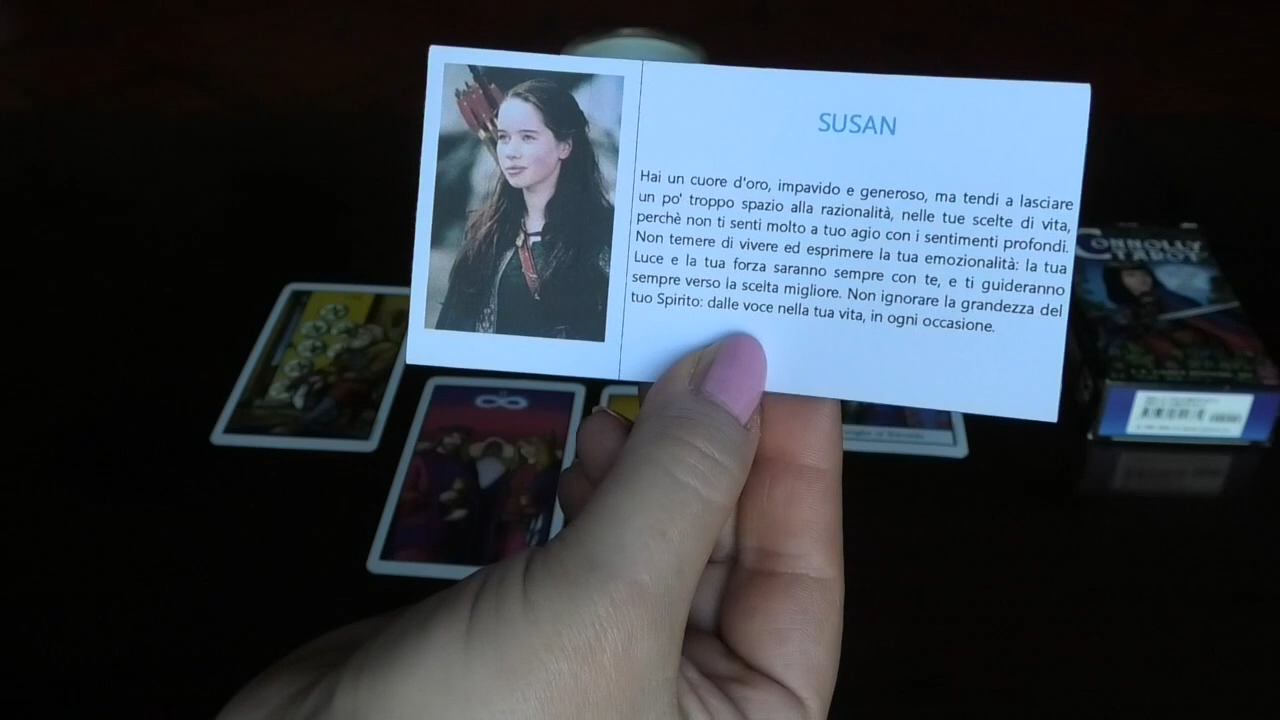 SUSAN
Hai un cuore d'oro, impavido e generoso, ma tendi a lasciare
un po' troppo spazio alla razionalità, nelle tue scelte di vita,
perchè non ti senti molto a tuo agio con i sentimenti profondi.
Non temere di vivere ed esprimere la tua emozionalità: la tua
Luce e la tua forza saranno sempre con te, e ti guideranno
sempre verso la scelta migliore. Non ignorare la grandezza del
tuo Spirito: dalle voce nella tua vita, in ogni occasione.
CONNOLLY
TAROT